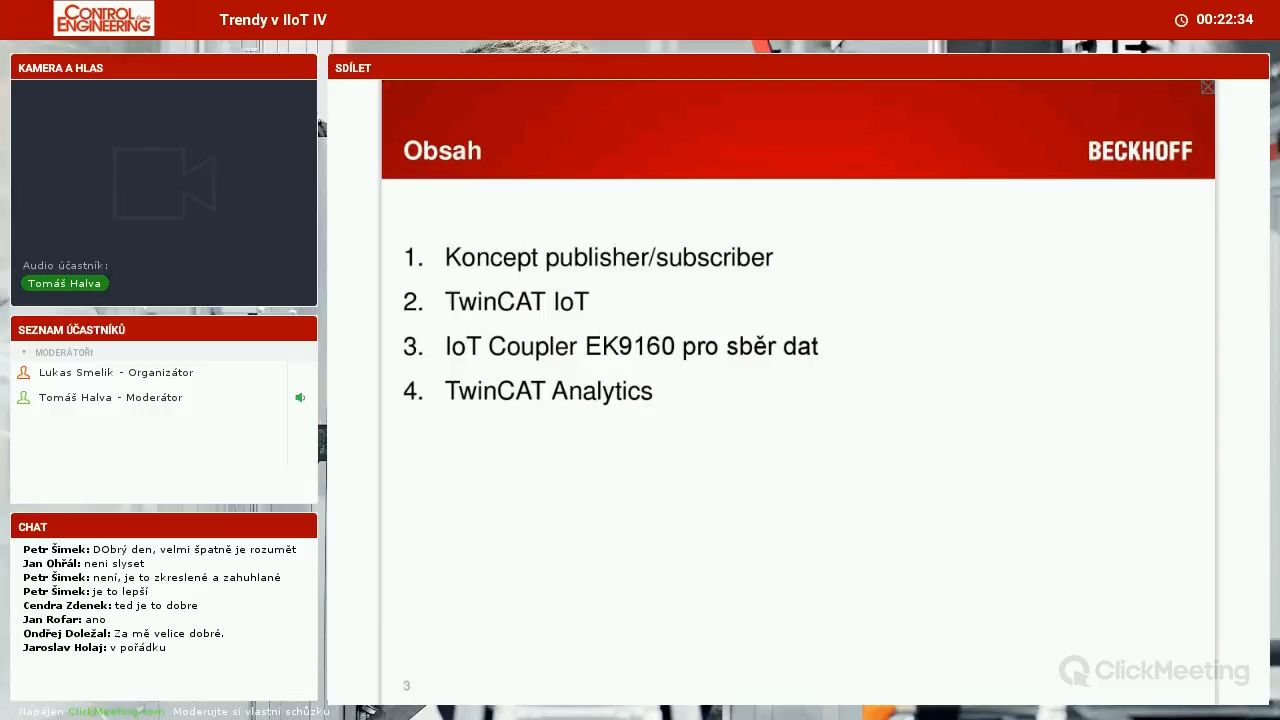 CONTROL
ENGINEERING
Trendy v IIoT IV
00:22:34
KAMERA A HLAS
Audio účastník:
Tomáš Halva
SEZNAM ÚČASTNÍKŮ
MODERÁTOŘI
Lukas Smelik - Organizátor
Tomáš Halva - Moderátor
CHAT
Petr Šimek: DObrý den, velmi špatně je rozumět
Jan Ohřál: neni slyset
Petr Šimek: není, je to zkreslené a zahuhlané
Petr Šimek: je to lepší
Cendra Zdenek: ted je to dobre
Jan Rofar: ano
Ondřej Doležal: Za mě velice dobré.
Jaroslav Holaj: v pořádku
Napájen ClickMeeting.com Moderujte si vlastní schůzku
SDÍLET
Obsah
BECKHOFF
1. Koncept publisher/subscriber
2. TwinCAT IoT
3. IoT Coupler EK9160 pro sběr dat
4. TwinCAT Analytics
3
ClickMeeting